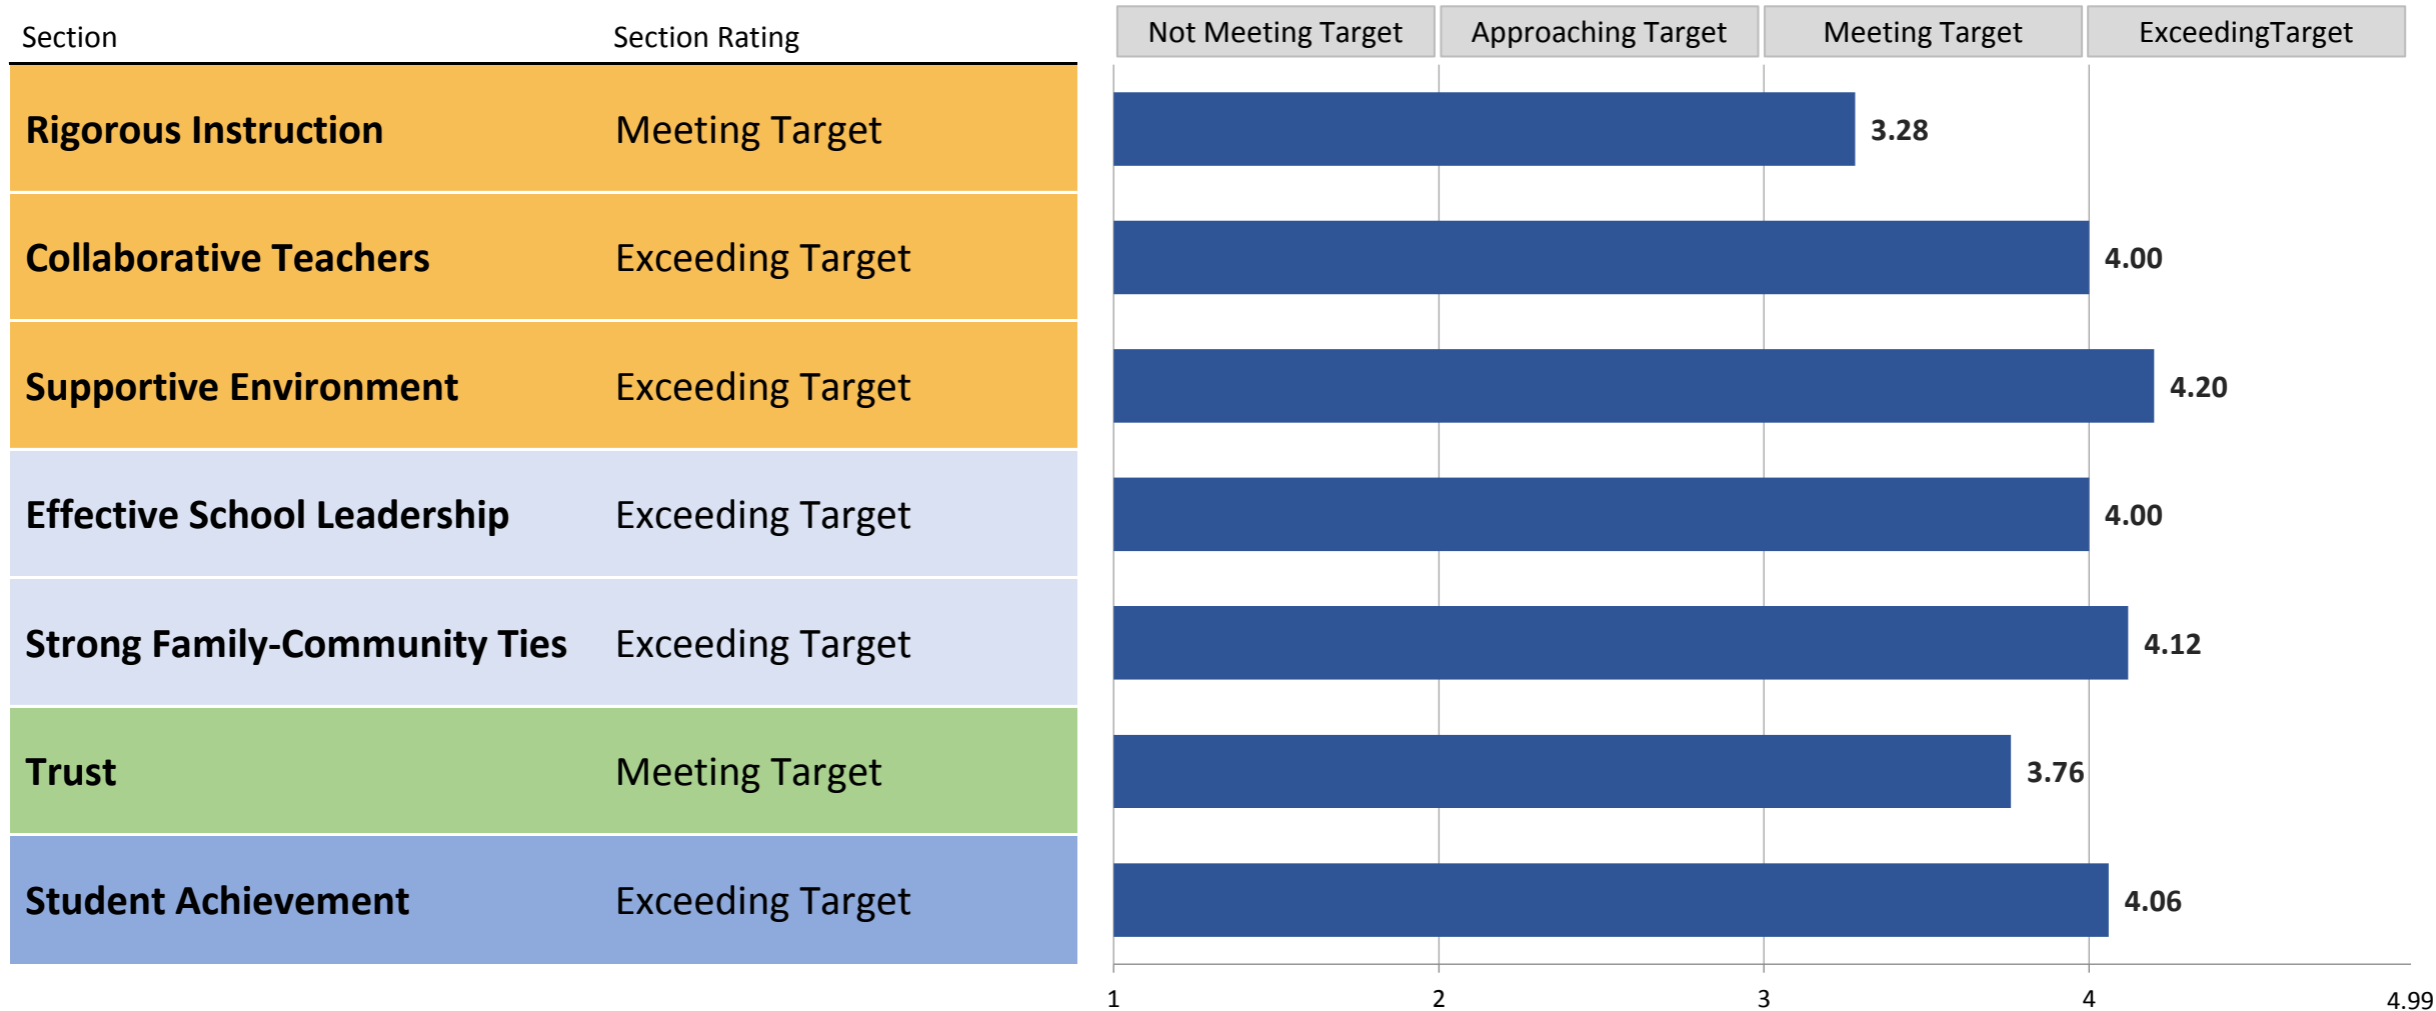 Section Section Rating Not Meeting Target Approaching Target Meeting Target ExceedingTarget
Rigorous Instruction Meeting Target 3.28
Collaborative Teachers Exceeding Target 4.00
Supportive Environment Exceeding Target 4.20
Effective School Leadership Exceeding Target 4.00
Strong Family-Community Ties Exceeding Target 4.12
Trust Meeting Target 3.76
Student Achievement Exceeding Target 4.06
1 2 3 4 4.99